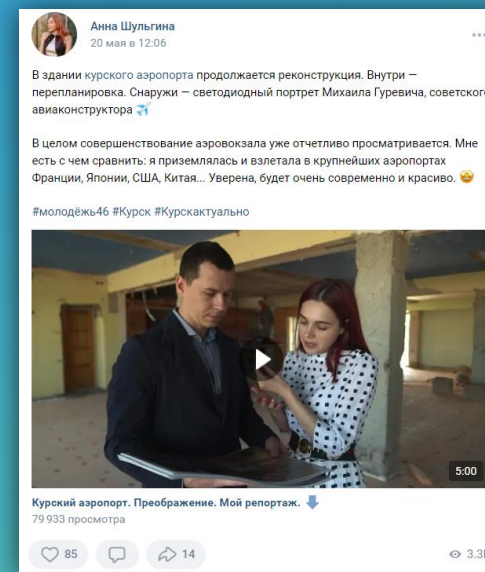 Анна Шульгина
20 мая в 12:06
В здании курского аэропорта продолжается реконструкция. Внутри —
перепланировка. Снаружи — светодиодный портрет Михаила Гуревича, советског
авиаконструктора
В целом совершенствование аэровокзала уже отчетливо просматривается. Мне
есть с чем сравнить: я приземлялась и взлетала в крупнейших аэропортах
Франции, Японии, США, Китая... Уверена, будет очень современно и красиво.
#молодёжь46 #Курск #Курскактуально
5:00
Курский аэропорт. Преображение. Мой репортаж.
79 933 просмотра
85
14
3.3